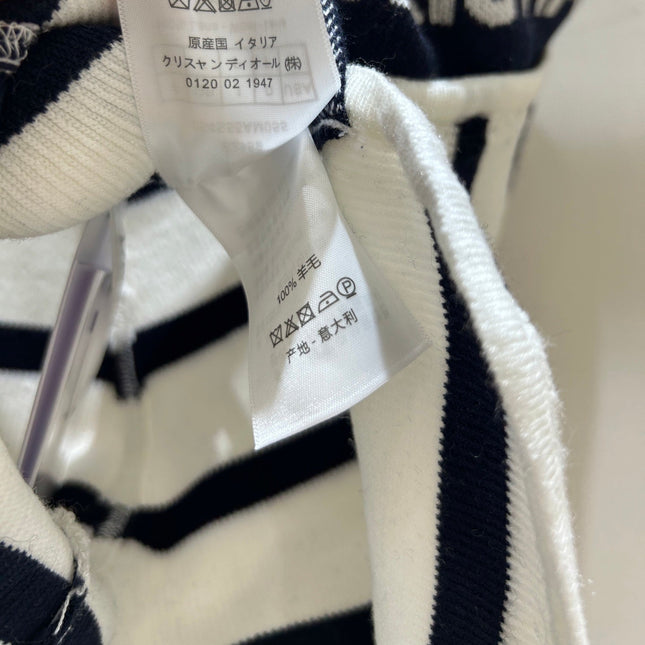 原産国 イタリア
クリスャンディオール ㈱
0120 02 1947
100% 羊毛
产地 - 意大利